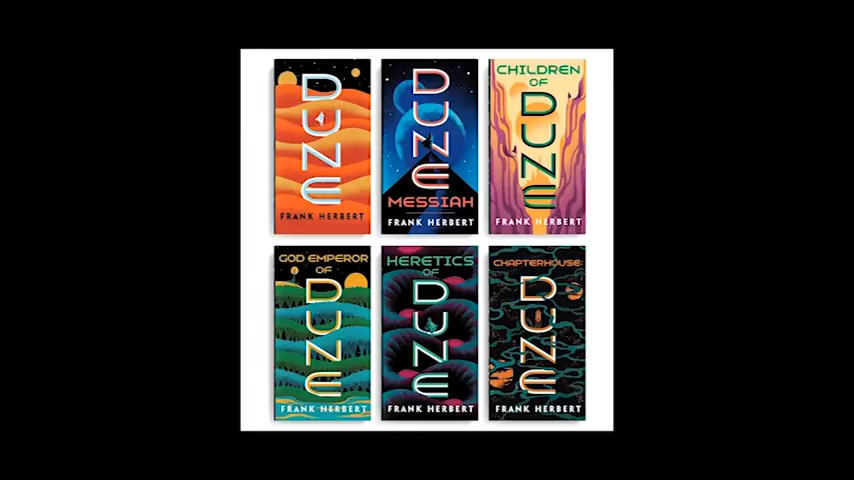 DUNE
FRANK HERBERT
DUNE
MESSIAH
FRANK HERBERT
CHILDREN
OF
DUNE
FRANK HERBERT
GOD EMPEROR
OF
DUNE
FRANK HERBERT
HERETICS
OF
DUNE
FRANK HERBERT
CHAPTERHOUSE:
DUNE
FRANK HERBERT